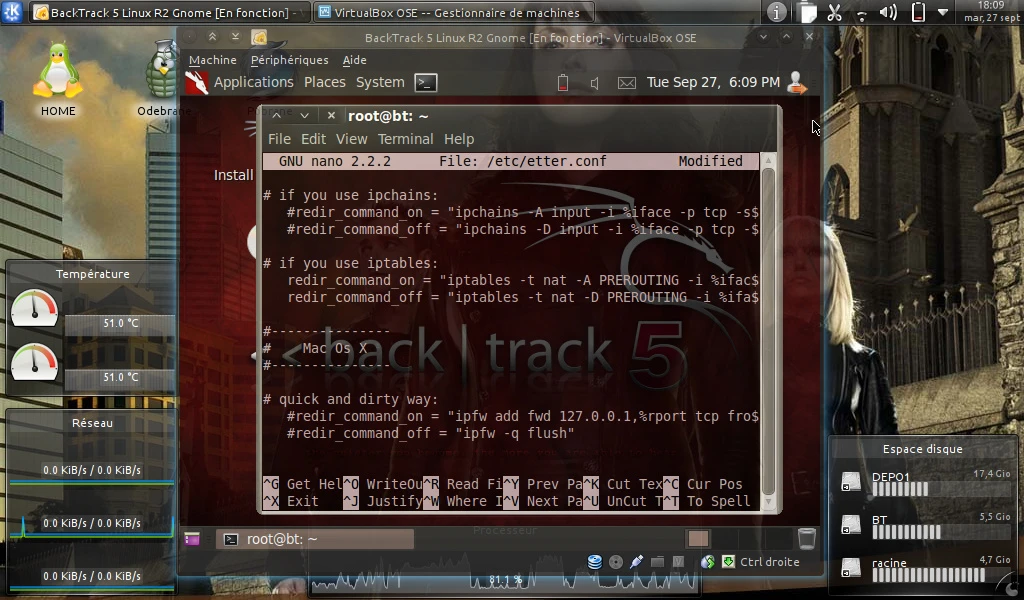 BackTrack 5 Linux R2 Gnome [En fonction] -
VirtualBox OSE -- Gestionnaire de machines
18:09
mar, 27 sept
BackTrack 5 Linux R2 Gnome [En fonction] - VirtualBox OSE
Machine Périphériques Aide
Applications Places System
Tue Sep 27, 6:09 PM
HOME
Odebran
Install
root@bt: ~
File Edit View Terminal Help
GNU nano 2.2.2 File: /etc/etter.conf Modified
# if you use ipchains:
#redir_command_on = "ipchains -A input -i %iface -p tcp -s$
#redir_command_off = "ipchains -D input -i %iface -p tcp -$
# if you use iptables:
redir_command_on = "iptables -t nat -A PREROUTING -i %ifac$
redir_command_off = "iptables -t nat -D PREROUTING -i %ifa$
#---------------
# Mac Os X
#---------------
# quick and dirty way:
#redir_command_on = "ipfw add fwd 127.0.0.1,%rport tcp fro$
#redir_command_off = "ipfw -q flush"
^G Get Hel^O WriteOu^R Read Fi^Y Prev Pa^K Cut Tex^C Cur Pos
^X Exit ^J Justify^W Where I^V Next Pa^U UnCut T^T To Spell
<back | track 5
root@bt: ~
Ctrl droite
Température
51.0 °C
51.0 °C
Réseau
0.0 KiB/s / 0.0 KiB/s
0.0 KiB/s / 0.0 KiB/s
0.0 KiB/s / 0.0 KiB/s
Processeur
81.1 %
Espace disque
DEPO1 17,4 Gio
BT 5,5 Gio
racine 4,7 Gio